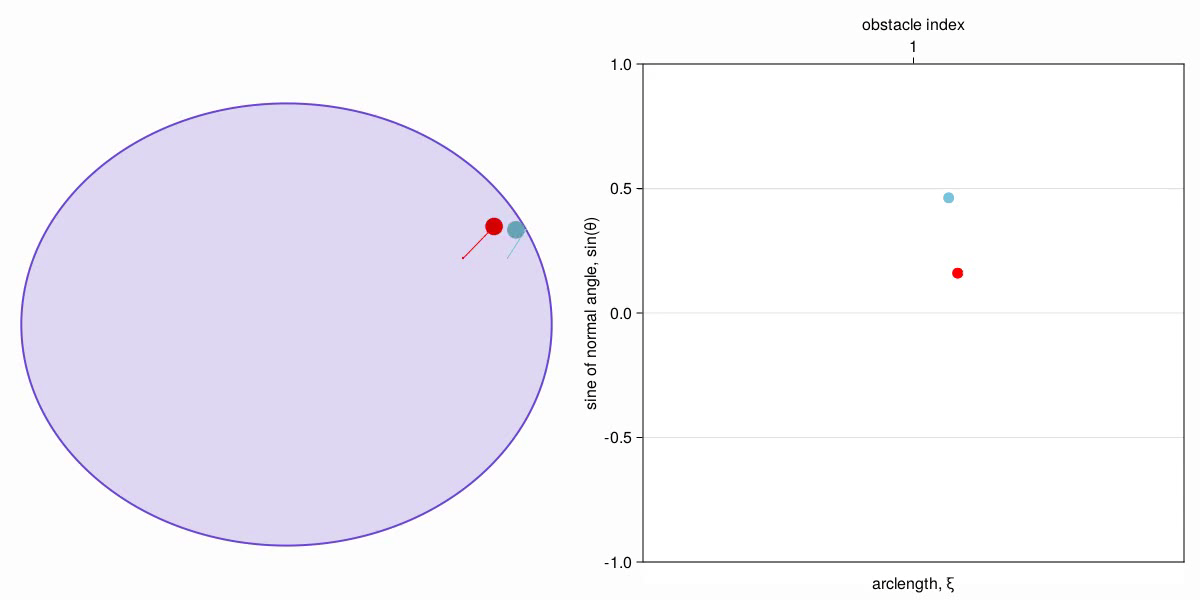 obstacle index
1
1.0
0.5
0.0
-0.5
-1.0
sine of normal angle, sin(θ)
arclength, ξ